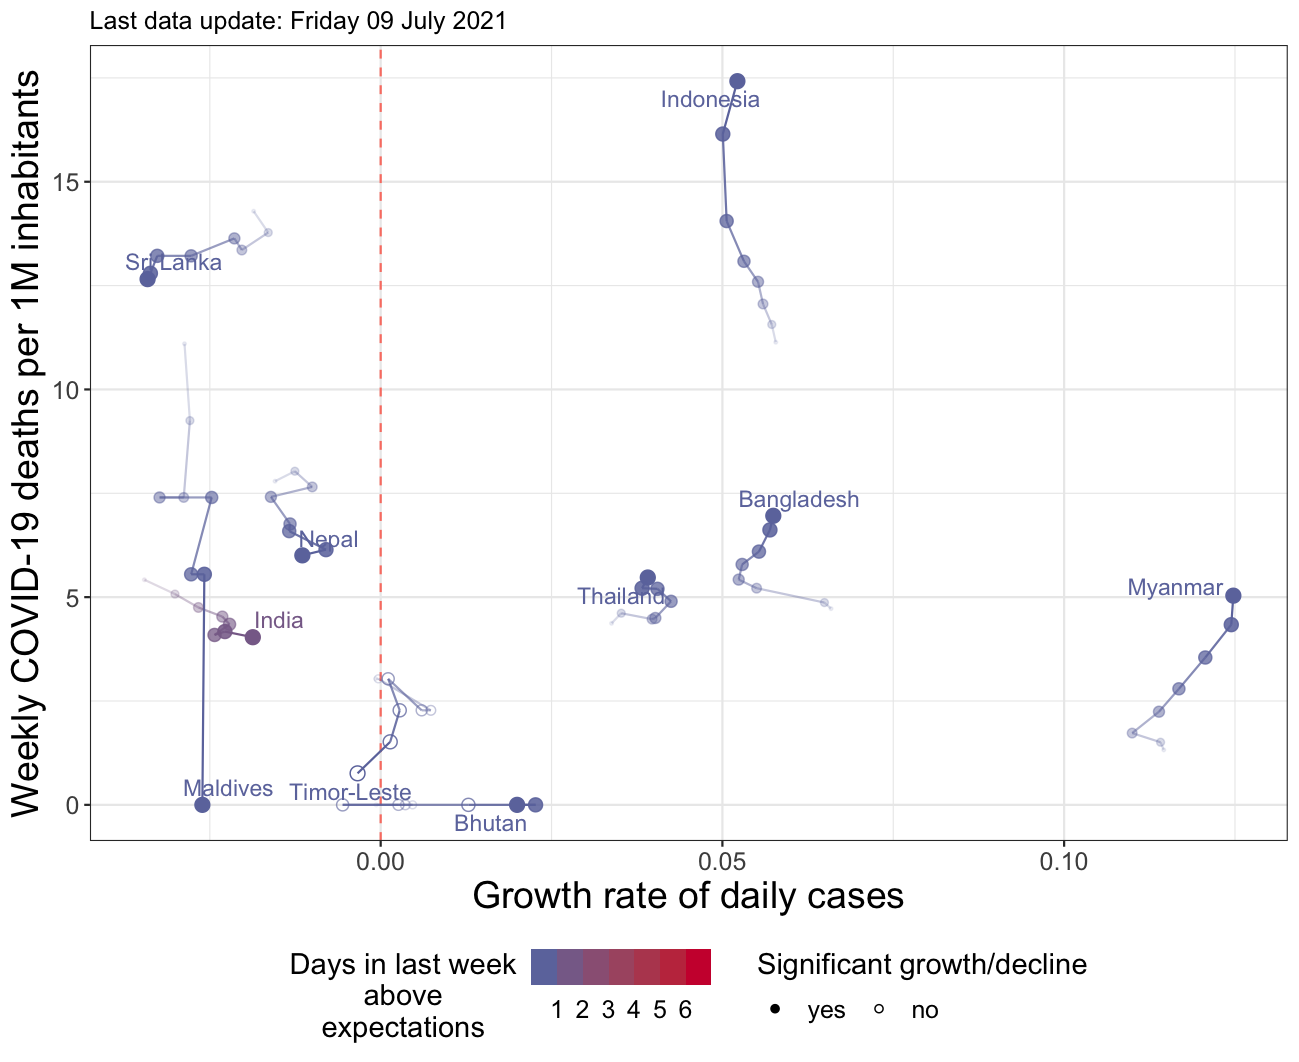 Last data update: Friday 09 July 2021
Weekly COVID-19 deaths per 1M inhabitants
15
10
5
0
Indonesia
Sri Lanka
Bangladesh
Nepal
Thailand
Myanmar
India
Maldives
Timor-Leste
Bhutan
0.00
0.05
0.10
Growth rate of daily cases
Days in last week
above
expectations
1 2 3 4 5 6
Significant growth/decline
yes
no